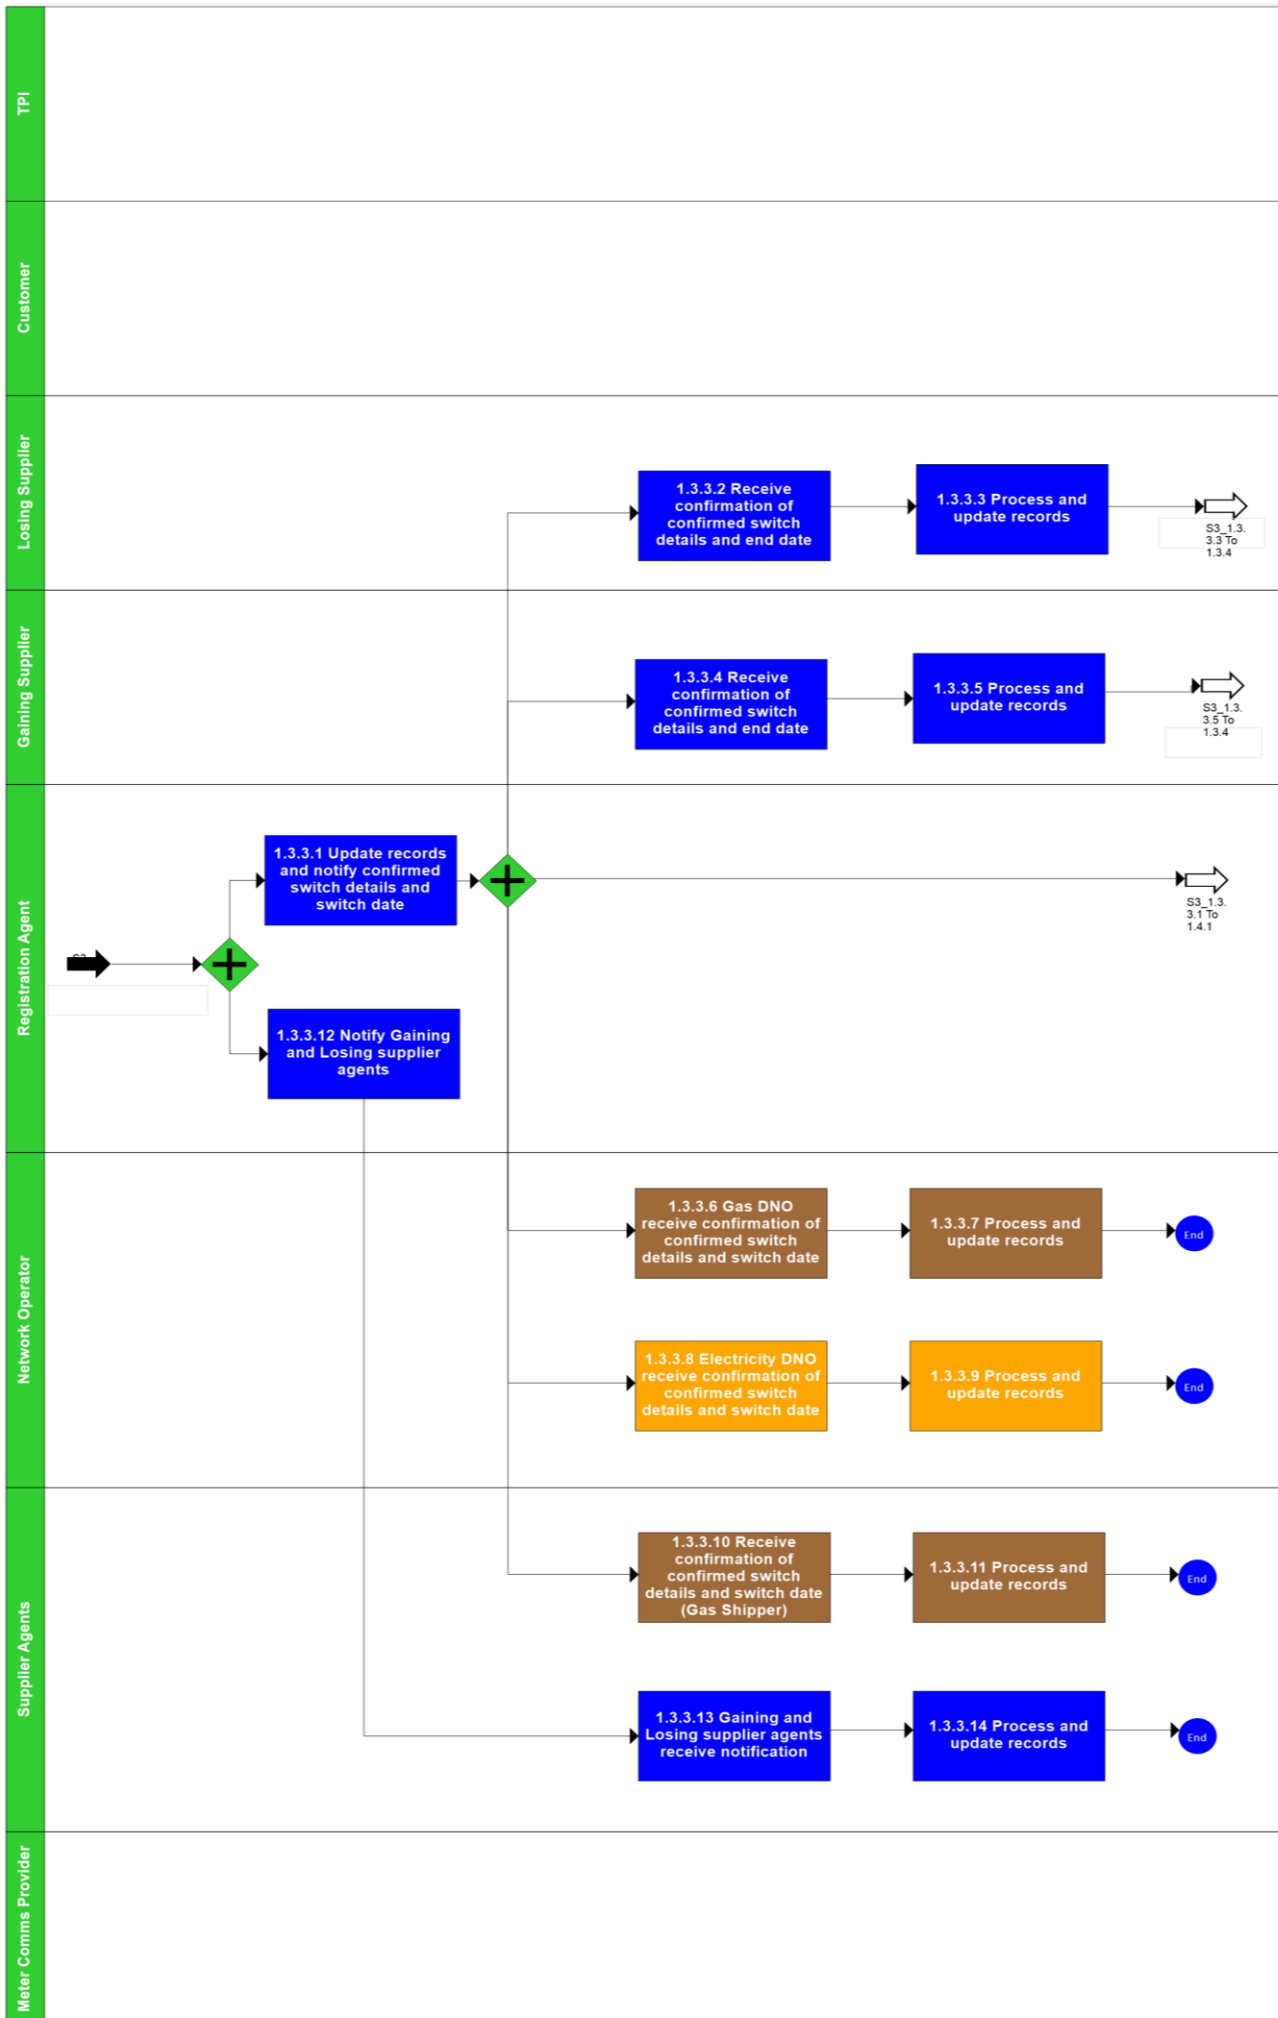 TPI
Customer
Losing Supplier
1.3.3.2 Receive
confirmation of
confirmed switch
details and end date
1.3.3.3 Process and
update records
S3_1.3.
3.3 To
1.3.4
Gaining Supplier
1.3.3.4 Receive
confirmation of
confirmed switch
details and end date
1.3.3.5 Process and
update records
S3_1.3.
3.5 To
1.3.4
Registration Agent
1.3.3.1 Update records
and notify confirmed
switch details and
switch date
S3_1.3.
3.1 To
1.4.1
1.3.3.12 Notify Gaining
and Losing supplier
agents
Network Operator
1.3.3.6 Gas DNO
receive confirmation of
confirmed switch
details and switch date
1.3.3.7 Process and
update records
End
1.3.3.8 Electricity DNO
receive confirmation of
confirmed switch
details and switch date
1.3.3.9 Process and
update records
End
Supplier Agents
1.3.3.10 Receive
confirmation of
confirmed switch
details and switch date
(Gas Shipper)
1.3.3.11 Process and
update records
End
1.3.3.13 Gaining and
Losing supplier agents
receive notification
1.3.3.14 Process and
update records
End
Meter Comms Provider